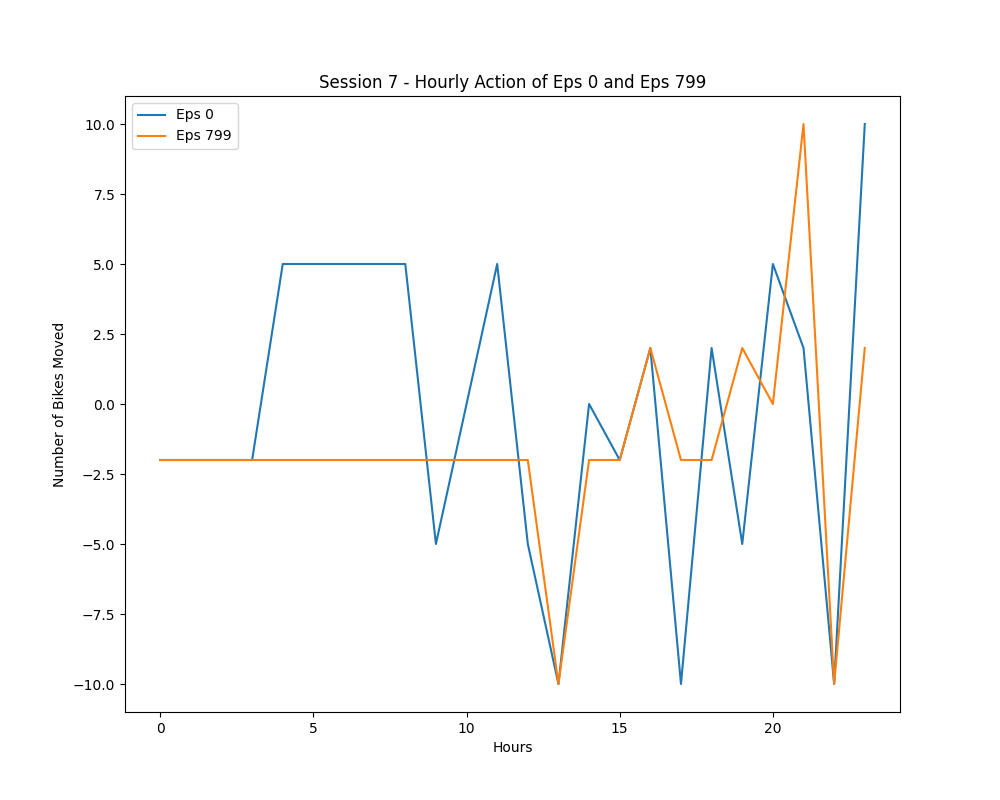 Session 7 - Hourly Action of Eps 0 and Eps 799
Eps 0
Eps 799
10.0
7.5
5.0
2.5
0.0
−2.5
−5.0
−7.5
−10.0
Number of Bikes Moved
0 5 10 15 20
Hours